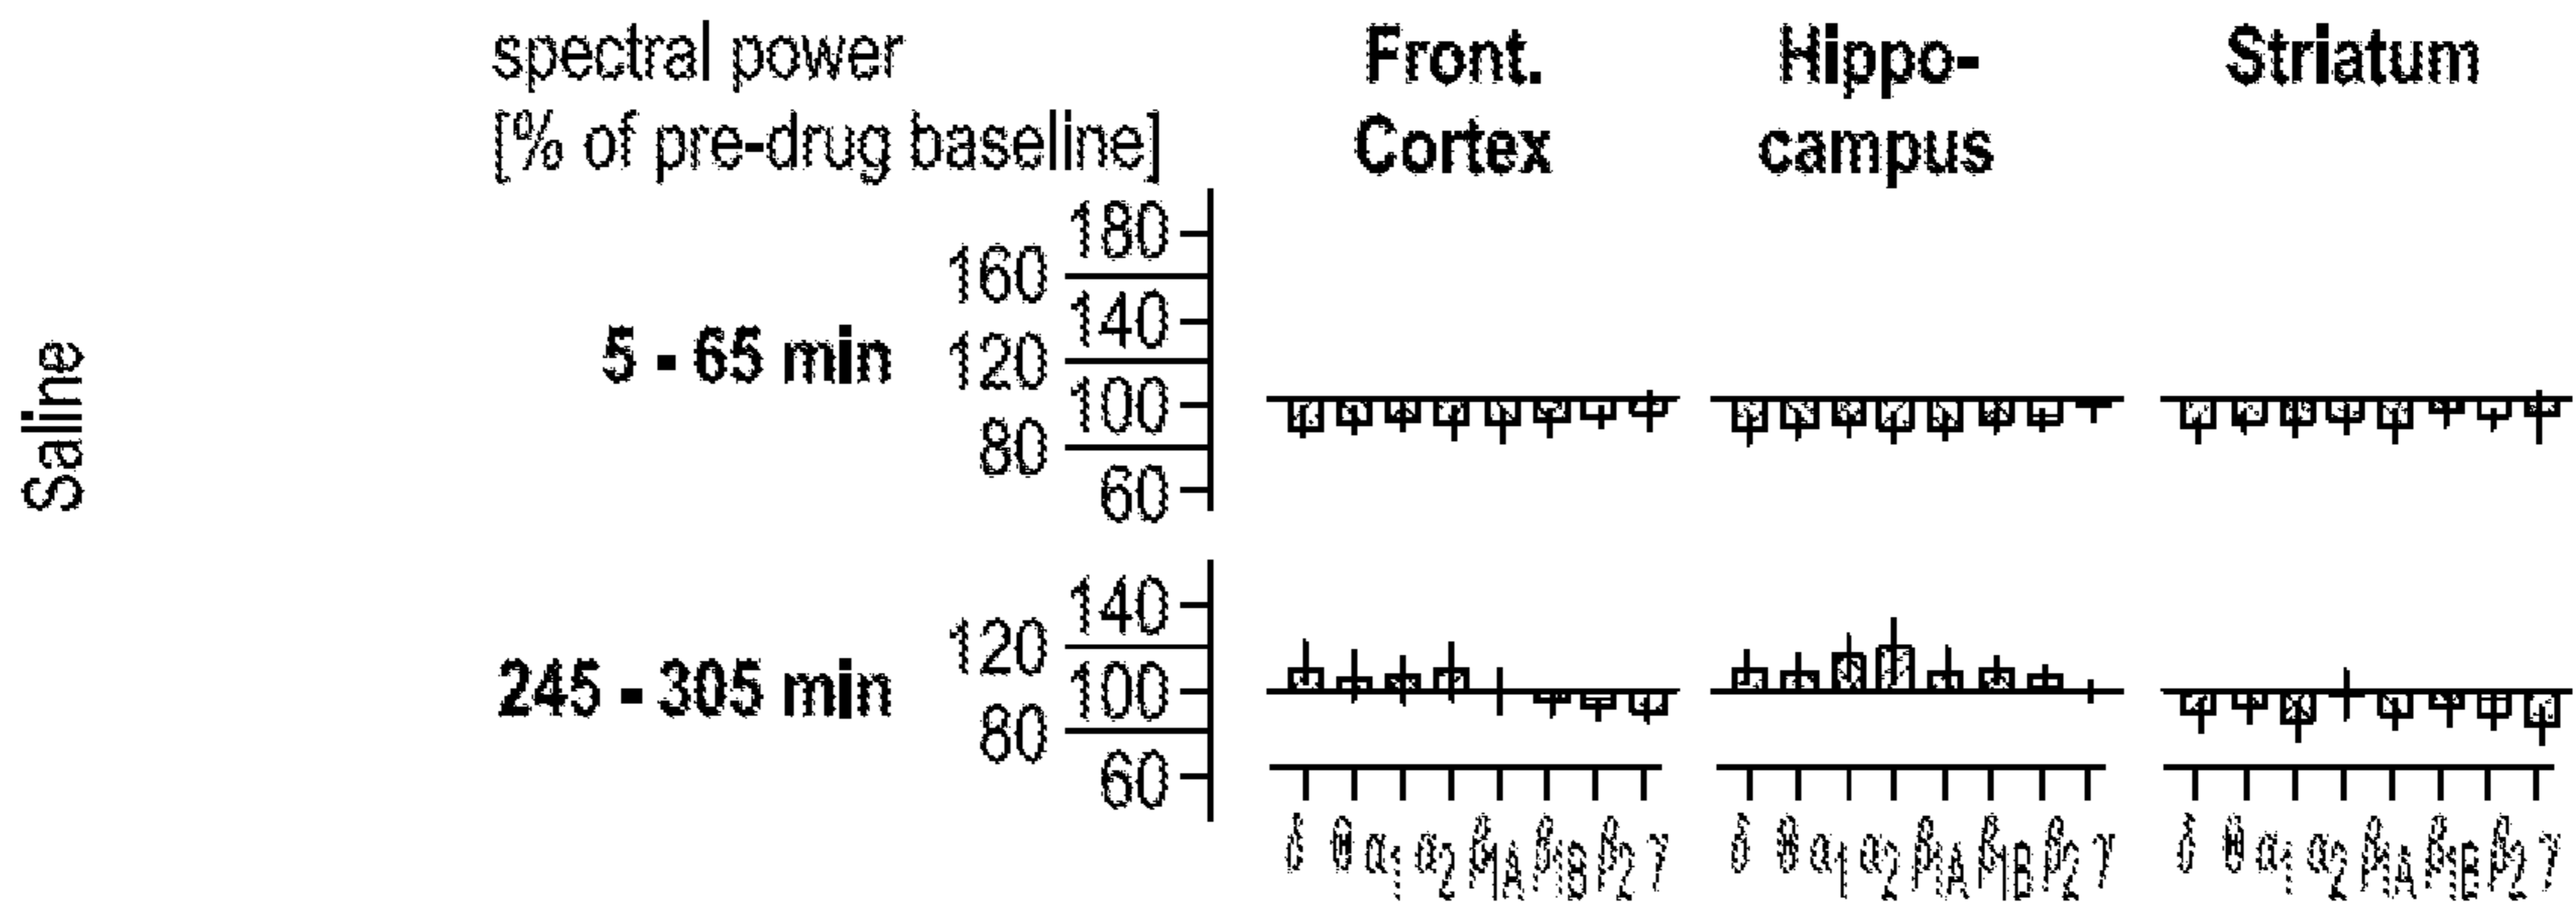 spectral power
[% of pre-drug baseline]
Front.
Cortex
Hippo-
campus
Striatum
Saline
5 - 65 min
180
160
140
120
100
80
60
245 - 305 min
140
120
100
80
60
δ θ α1 α2 β1A β1B β2 γ
δ θ α1 α2 β1A β1B β2 γ
δ θ α1 α2 β1A β1B β2 γ